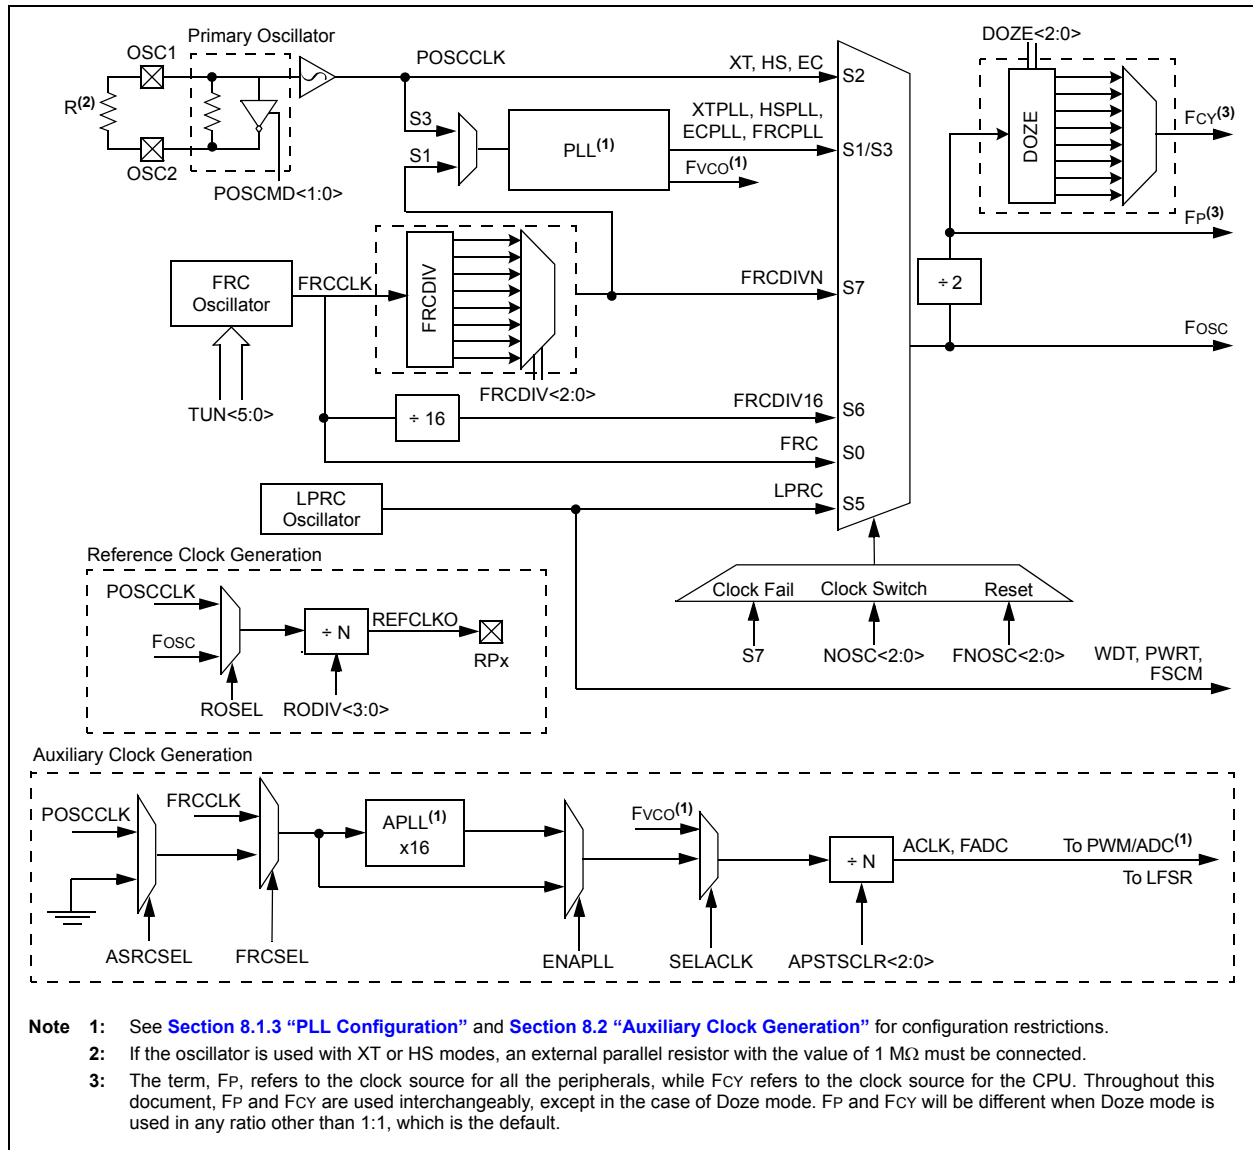 Primary Oscillator
DOZE<2:0>
OSC1
POSCCLK
XT, HS, EC
S2
R(2)
S3
XTPLL, HSPLL,
ECPLL, FRCPLL
DOZE
FCY(3)
S1
PLL(1)
S1/S3
OSC2
FVCO(1)
POSCMD<1:0>
FP(3)
FRC
Oscillator
FRCCLK
FRCDIV
FRCDIVN
S7
÷ 2
FOSC
FRCDIV<2:0>
TUN<5:0>
÷ 16
FRCDIV16
S6
FRC
S0
LPRC
Oscillator
LPRC
S5
Reference Clock Generation
POSCCLK
Clock Fail
Clock Switch
Reset
FOSC
÷ N
REFCLKO
RPx
S7
NOSC<2:0>
FNOSC<2:0>
WDT, PWRT,
FSCM
ROSEL
RODIV<3:0>
Auxiliary Clock Generation
POSCCLK
FRCCLK
APLL(1)
x16
FVCO(1)
÷ N
ACLK, FADC
To PWM/ADC(1)
To LFSR
ASRCSEL
FRCSEL
ENAPLL
SELACLK
APSTSCLR<2:0>
Note 1: See Section 8.1.3 “PLL Configuration” and Section 8.2 “Auxiliary Clock Generation” for configuration restrictions.
2: If the oscillator is used with XT or HS modes, an external parallel resistor with the value of 1 MΩ must be connected.
3: The term, FP, refers to the clock source for all the peripherals, while FCY refers to the clock source for the CPU. Throughout this
document, FP and FCY are used interchangeably, except in the case of Doze mode. FP and FCY will be different when Doze mode is
used in any ratio other than 1:1, which is the default.